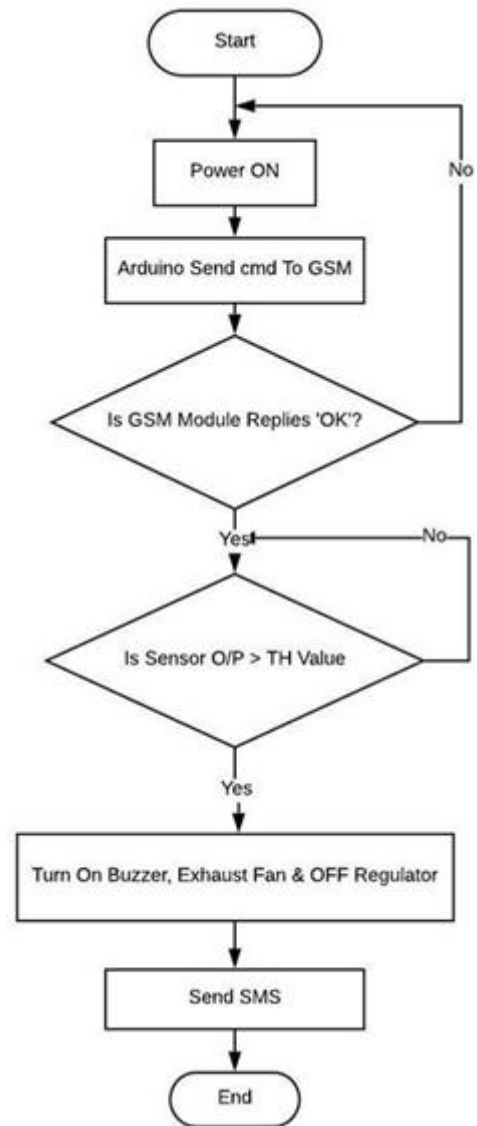 Start
No
Power ON
Arduino Send cmd To GSM
Is GSM Module Replies 'OK'?
Yes
No
Is Sensor O/P > TH Value
Yes
Turn On Buzzer, Exhaust Fan & OFF Regulator
Send SMS
End